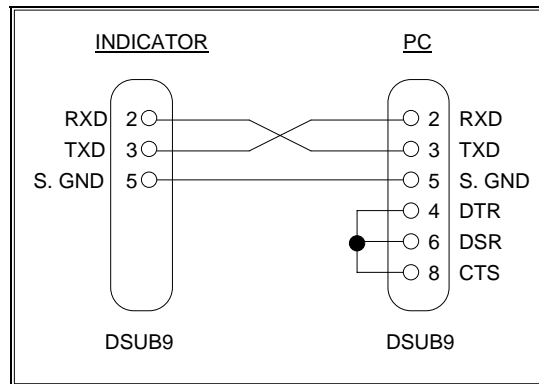 INDICATOR PC
RXD 2 2 RXD
TXD 3 3 TXD
S. GND 5 5 S. GND
4 DTR
6 DSR
8 CTS
DSUB9 DSUB9